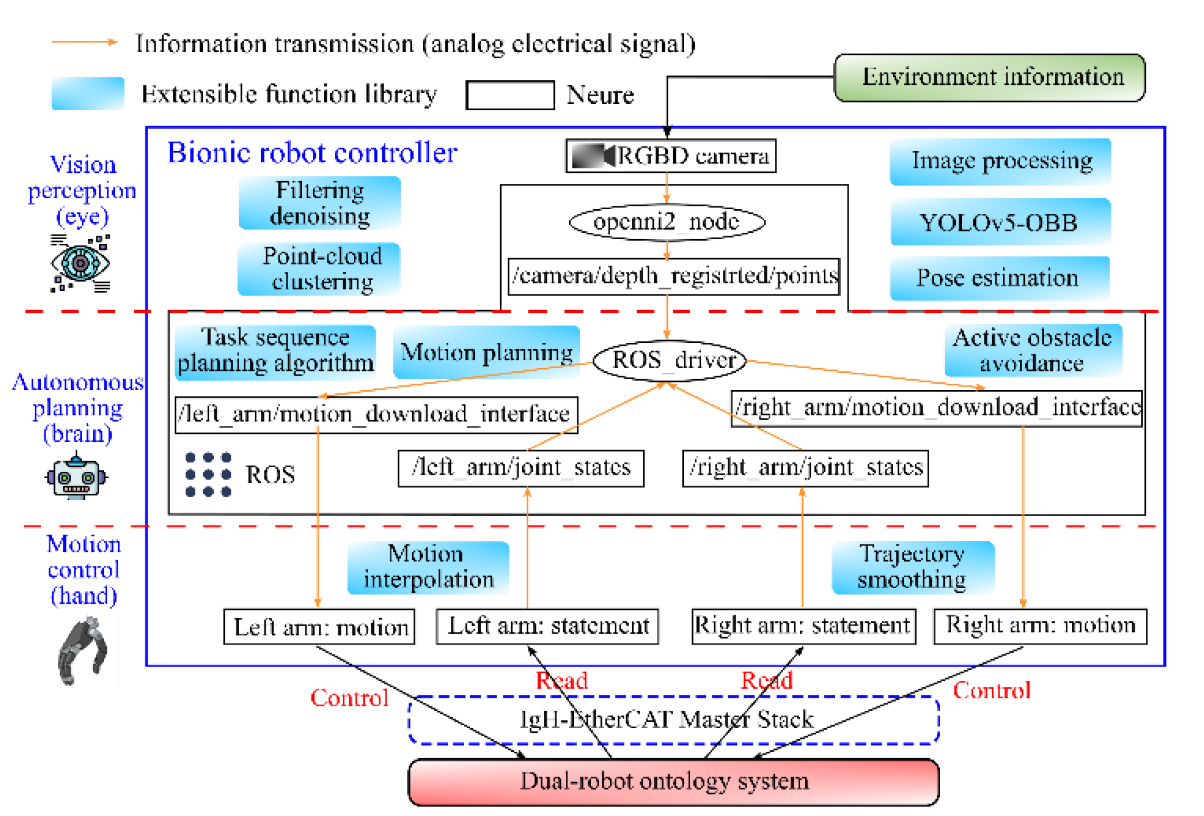 Information transmission (analog electrical signal)
Extensible function library
Neure
Environment information
Vision
perception
(eye)
Bionic robot controller
RGBD camera
Image processing
Filtering
denoising
openni2_node
YOLOv5-OBB
Point-cloud
clustering
/camera/depth_registrted/points
Pose estimation
Autonomous
planning
(brain)
Task sequence
planning algorithm
Motion planning
ROS_driver
Active obstacle
avoidance
/left_arm/motion_download_interface
/right_arm/motion_download_interface
ROS
/left_arm/joint_states
/right_arm/joint_states
Motion
control
(hand)
Motion
interpolation
Trajectory
smoothing
Left arm: motion
Left arm: statement
Right arm: statement
Right arm: motion
Control
Read
Read
Control
IgH-EtherCAT Master Stack
Dual-robot ontology system